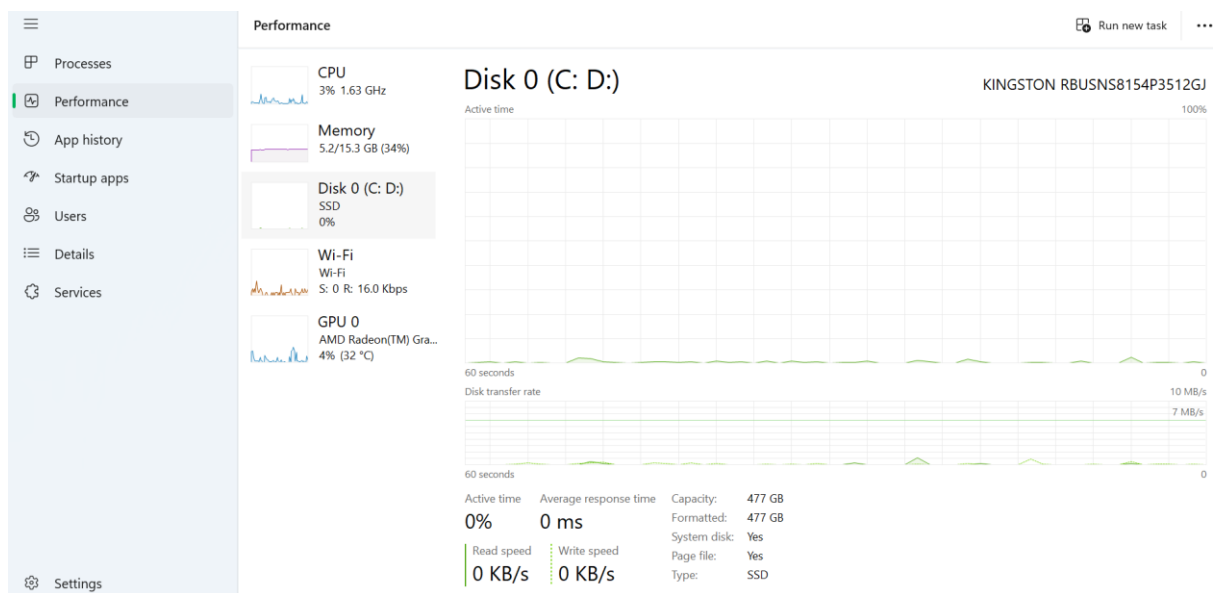 Performance
Run new task
Processes
Performance
App history
Startup apps
Users
Details
Services
Settings
CPU
3% 1.63 GHz
Memory
5.2/15.3 GB (34%)
Disk 0 (C: D:)
SSD
0%
Wi-Fi
Wi-Fi
S: 0 R: 16.0 Kbps
GPU 0
AMD Radeon(TM) Gra...
4% (32 °C)
Disk 0 (C: D:)
KINGSTON RBUSNS8154P3512GJ
Active time
100%
60 seconds
0
Disk transfer rate
10 MB/s
7 MB/s
60 seconds
0
Active time
0%
Average response time
0 ms
Read speed
0 KB/s
Write speed
0 KB/s
Capacity: 477 GB
Formatted: 477 GB
System disk: Yes
Page file: Yes
Type: SSD